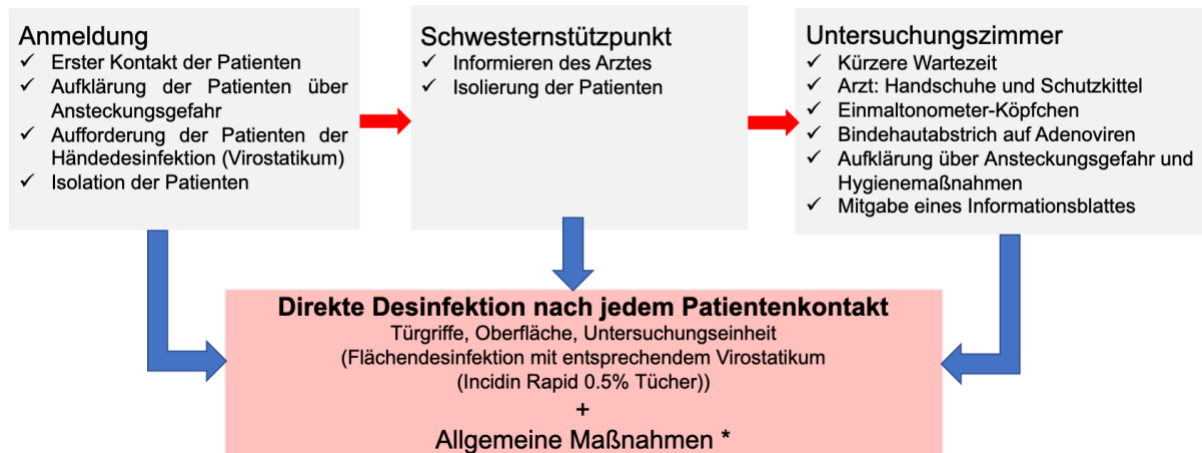 Anmeldung
✓ Erster Kontakt der Patienten
✓ Aufklärung der Patienten über
Ansteckungsgefahr
✓ Aufforderung der Patienten der
Händedesinfektion (Virostatikum)
✓ Isolation der Patienten
Schwesternstützpunkt
✓ Informieren des Arztes
✓ Isolierung der Patienten
Untersuchungszimmer
✓ Kürzere Wartezeit
✓ Arzt: Handschuhe und Schutzkittel
✓ Einmaltonometer-Köpfchen
✓ Bindehautabstrich auf Adenoviren
✓ Aufklärung über Ansteckungsgefahr und
Hygienemaßnahmen
✓ Mitgabe eines Informationsblattes
Direkte Desinfektion nach jedem Patientenkontakt
Türgriffe, Oberfläche, Untersuchungseinheit
(Flächendesinfektion mit entsprechendem Virostatikum
(Incidin Rapid 0.5% Tücher))
+
Allgemeine Maßnahmen *